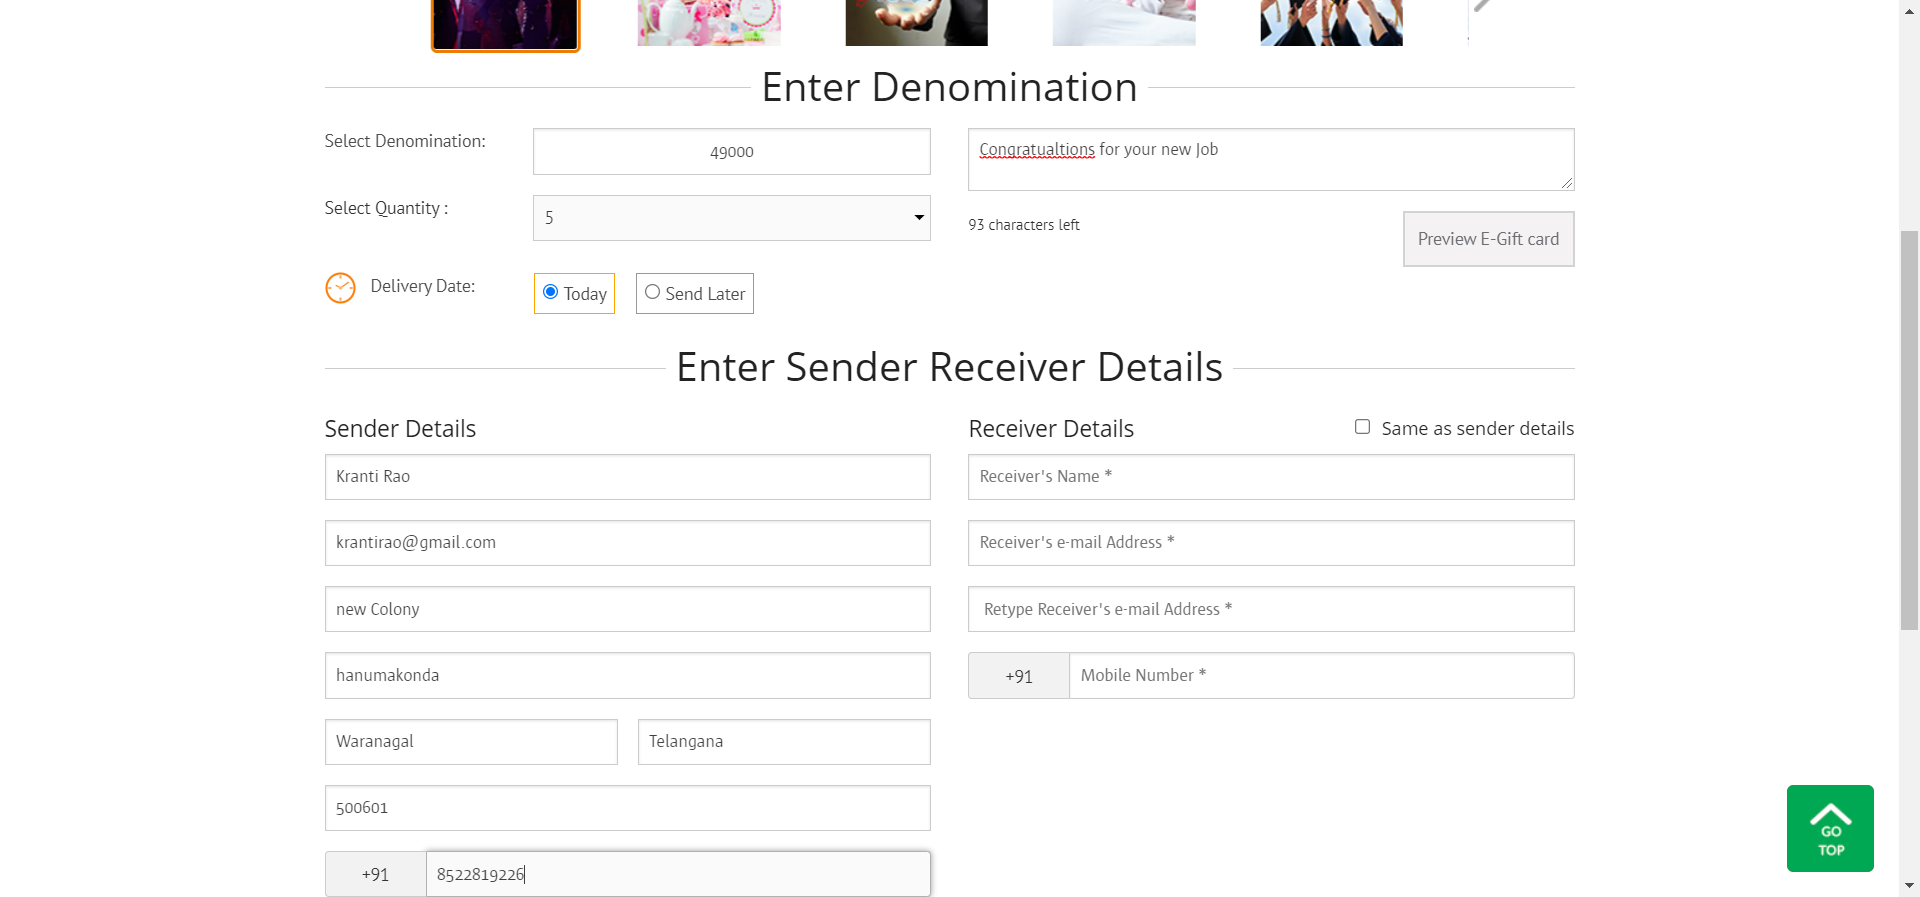 Enter Denomination
Select Denomination:
49000
Congratualtions for your new Job
Select Quantity :
5
93 characters left
Preview E-Gift card
Delivery Date:
Today
Send Later
Enter Sender Receiver Details
Sender Details
Receiver Details
Same as sender details
Kranti Rao
Receiver's Name *
krantirao@gmail.com
Receiver's e-mail Address *
new Colony
Retype Receiver's e-mail Address *
hanumakonda
+91
Mobile Number *
Waranagal
Telangana
500601
+91
8522819226
GO
TOP